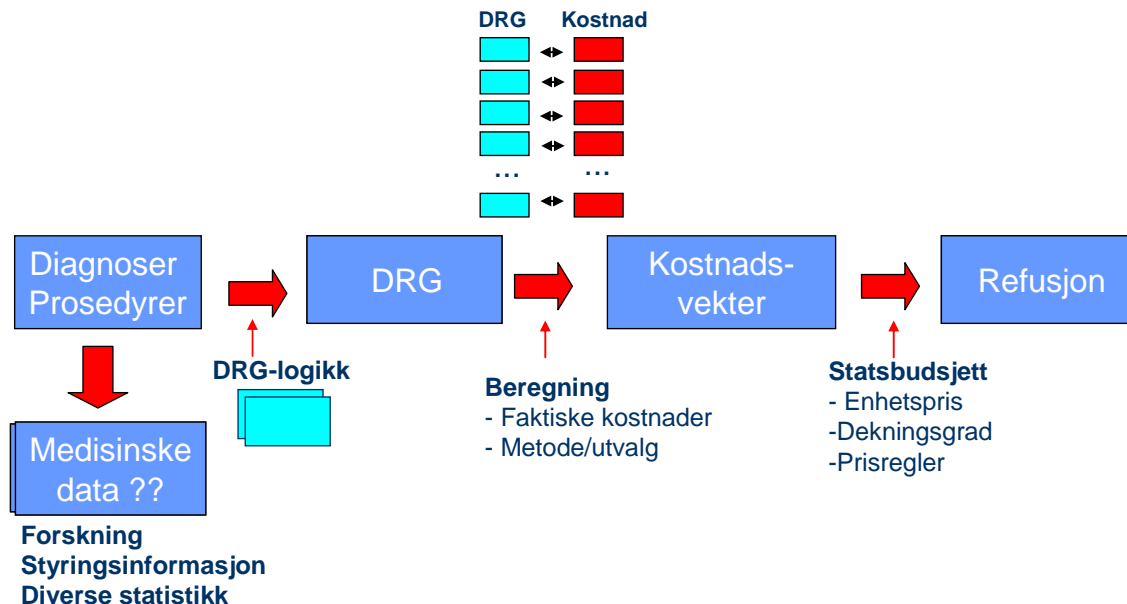 DRG Kostnad
... ...
Diagnoser
Prosedyrer
DRG
Kostnads-
vekter
Refusjon
DRG-logikk
Beregning
- Faktiske kostnader
- Metode/utvalg
Statsbudsjett
- Enhetspris
-Dekningsgrad
-Prisregler
Medisinske
data ??
Forskning
Styringsinformasjon
Diverse statistikk